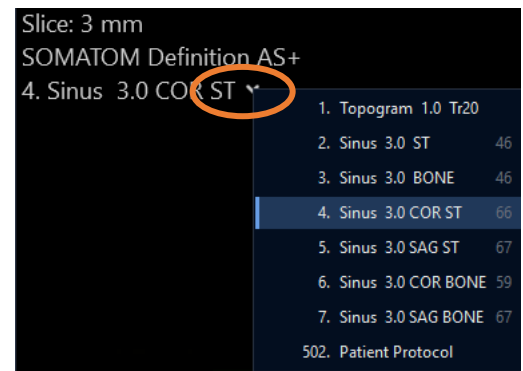 Slice: 3 mm
SOMATOM Definition AS+
4. Sinus 3.0 COR ST
1. Topogram 1.0 Tr20
2. Sinus 3.0 ST 46
3. Sinus 3.0 BONE 46
4. Sinus 3.0 COR ST 66
5. Sinus 3.0 SAG ST 67
6. Sinus 3.0 COR BONE 59
7. Sinus 3.0 SAG BONE 67
502. Patient Protocol